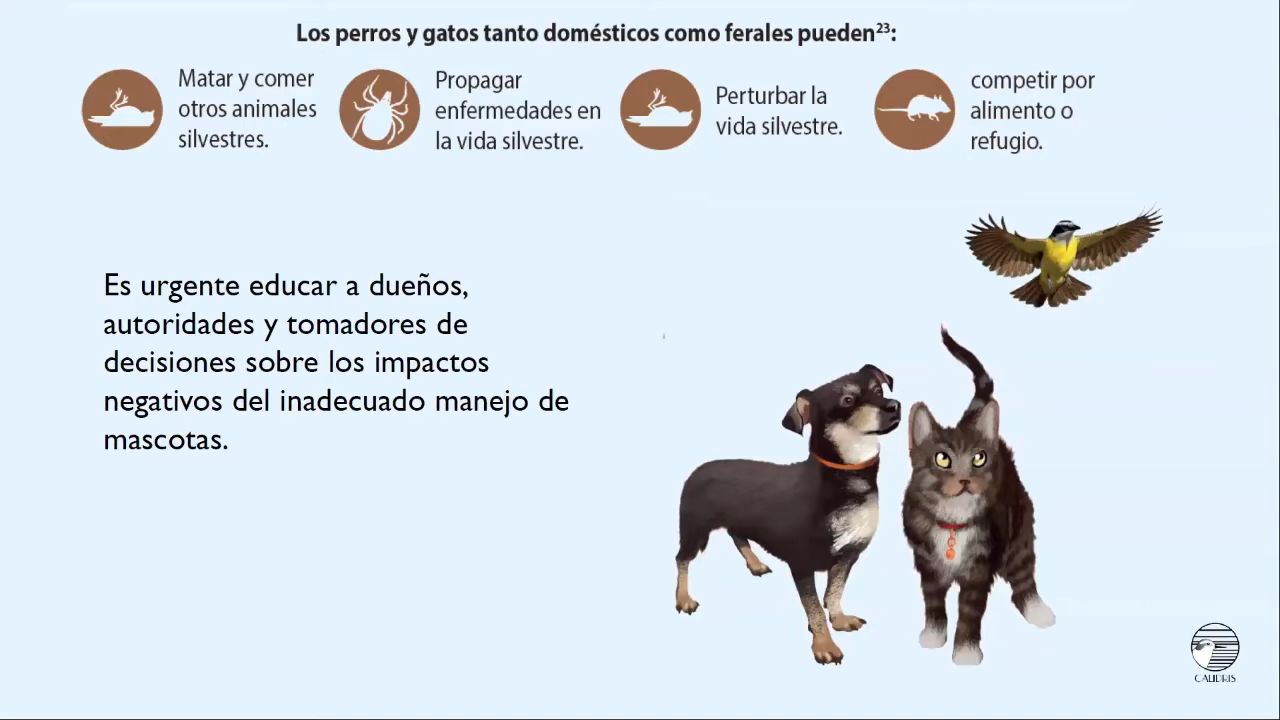 Los perros y gatos tanto domésticos como ferales pueden²³:
Matar y comer
otros animales
silvestres.
Propagar
enfermedades en
la vida silvestre.
Perturbar la
vida silvestre.
competir por
alimento o
refugio.
Es urgente educar a dueños,
autoridades y tomadores de
decisiones sobre los impactos
negativos del inadecuado manejo de
mascotas.
CALIDRIS